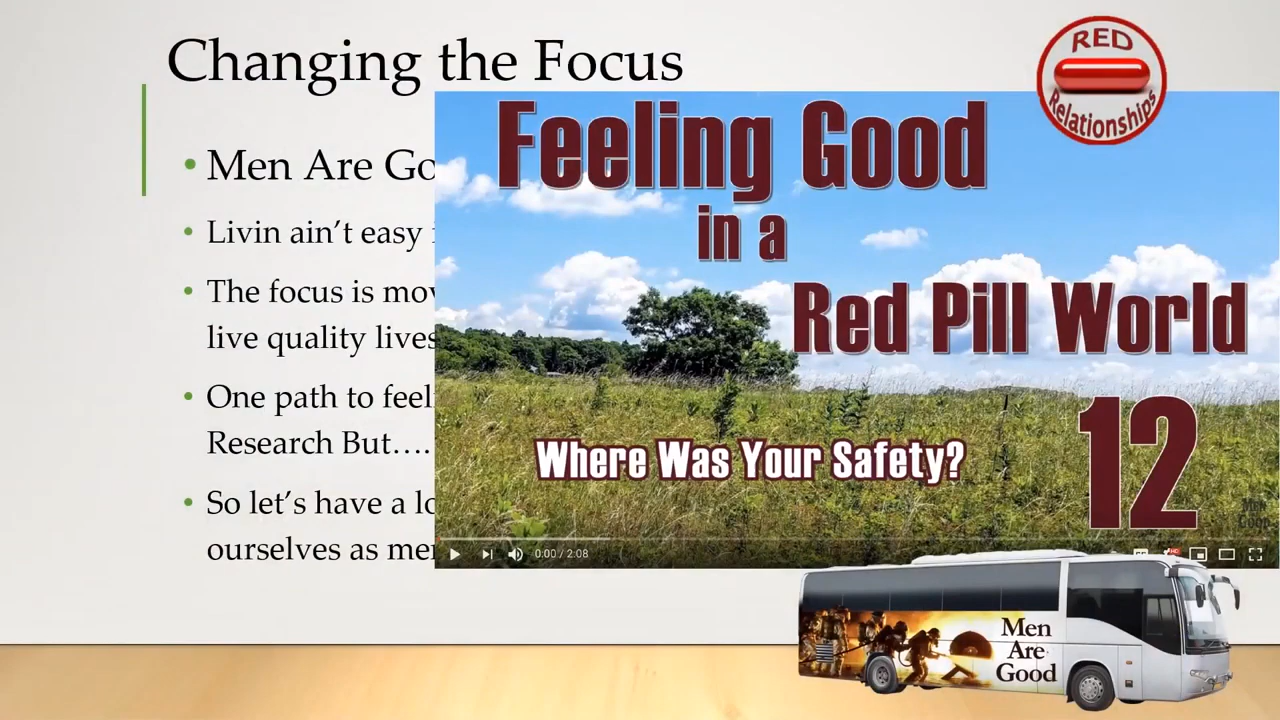 Changing the Focus
RED
Relationships
• Men Are Go
• Livin ain’t easy
• The focus is mov
live quality lives
• One path to feel
Research But….
• So let’s have a lo
ourselves as me
Feeling Good
in a
Red Pill World
12
Where Was Your Safety?
0:00 / 2:08
Men
Are
Good